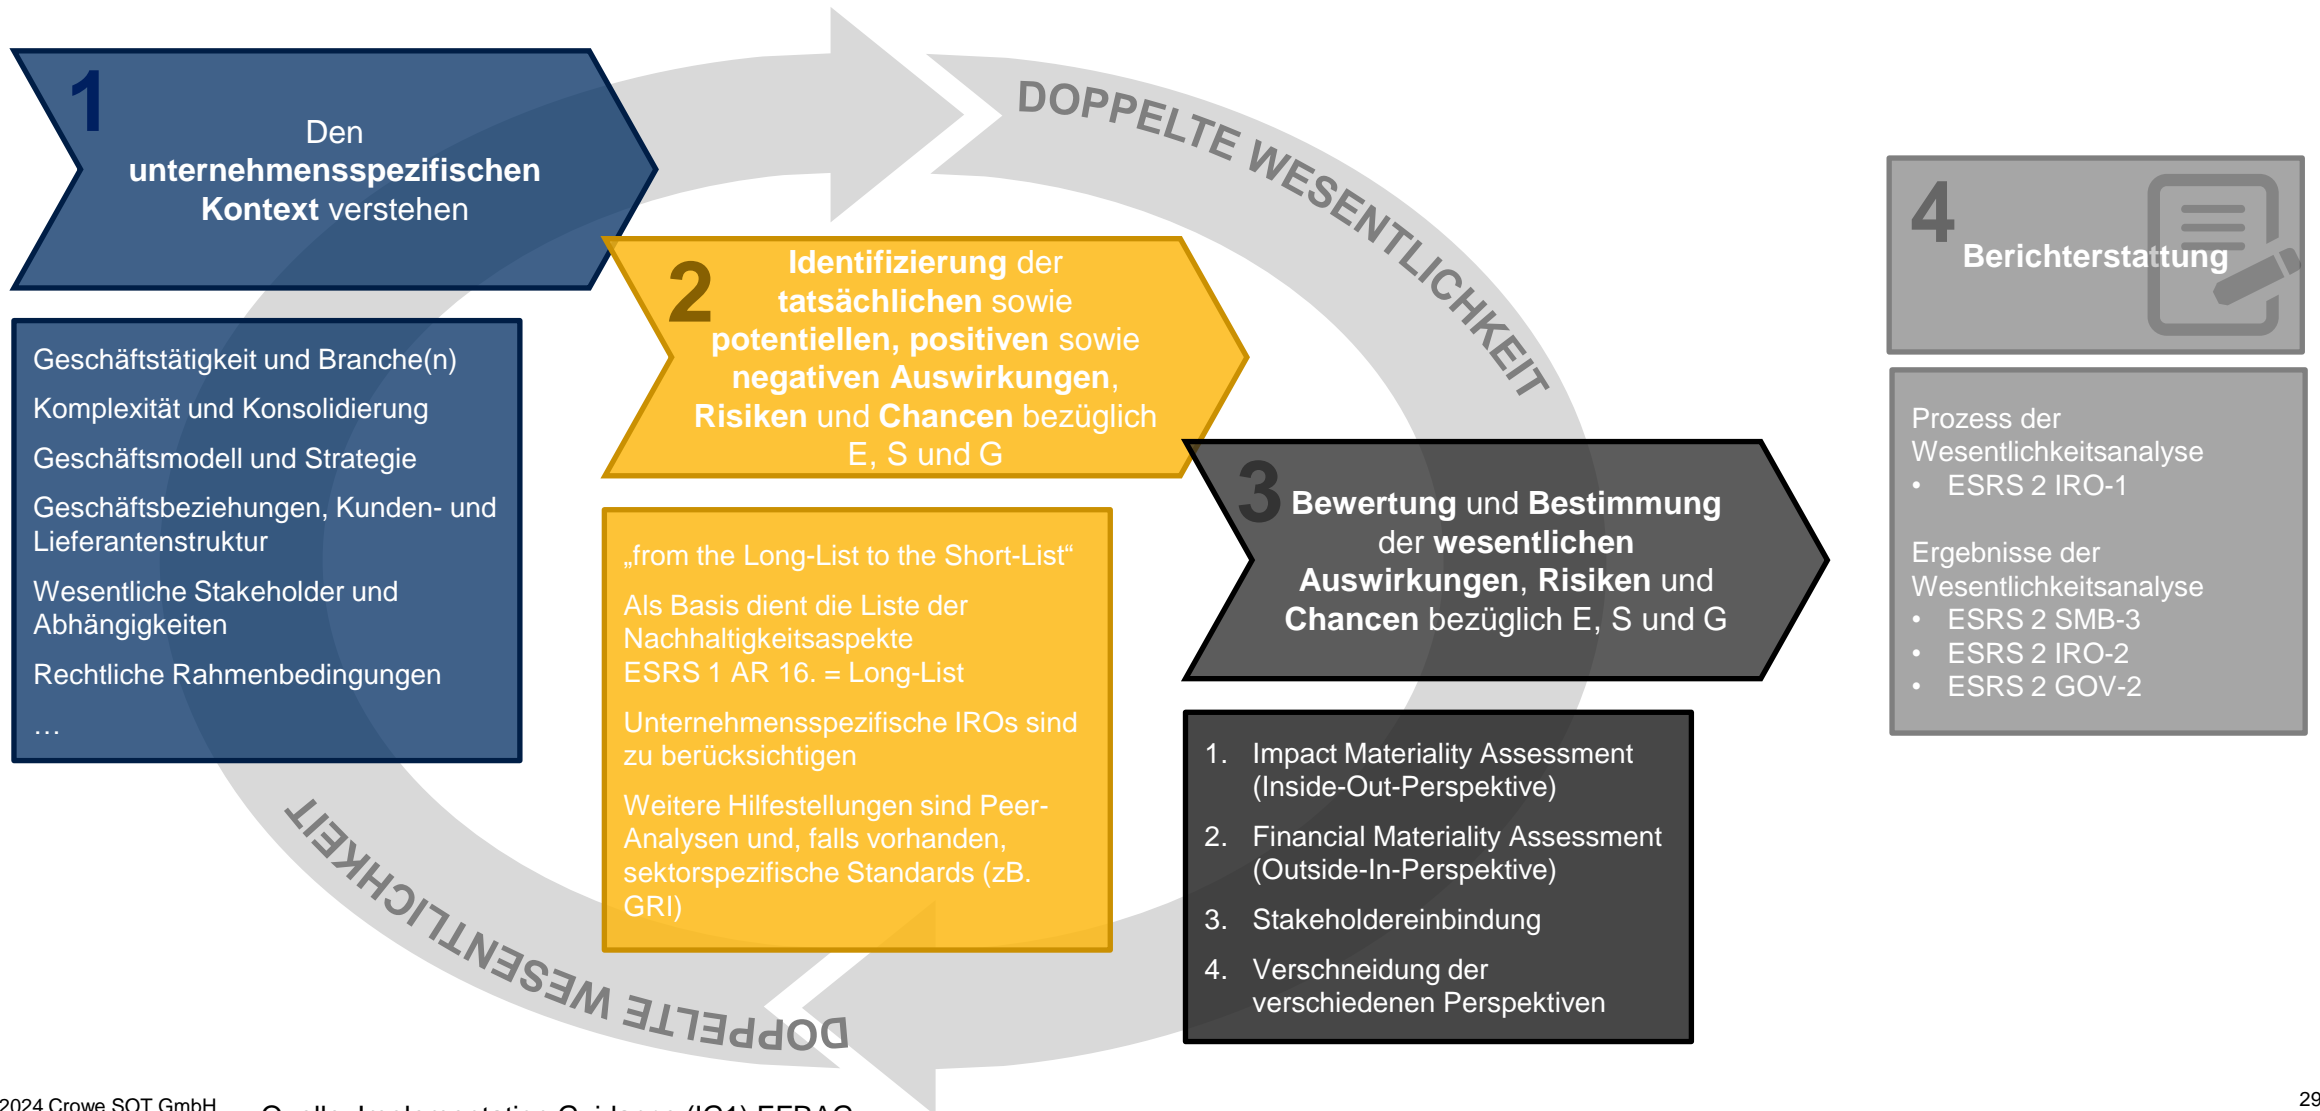 1
Den
unternehmensspezifischen
Kontext verstehen
Geschäftstätigkeit und Branche(n)
Komplexität und Konsolidierung
Geschäftsmodell und Strategie
Geschäftsbeziehungen, Kunden- und
Lieferantenstruktur
Wesentliche Stakeholder und
Abhängigkeiten
Rechtliche Rahmenbedingungen
…
2
Identifizierung der
tatsächlichen sowie
potentiellen, positiven sowie
negativen Auswirkungen,
Risiken und Chancen bezüglich
E, S und G
„from the Long-List to the Short-List“
Als Basis dient die Liste der
Nachhaltigkeitsaspekte
ESRS 1 AR 16. = Long-List
Unternehmensspezifische IROs sind
zu berücksichtigen
Weitere Hilfestellungen sind Peer-
Analysen und, falls vorhanden,
sektorspezifische Standards (zB.
GRI)
3
Bewertung und Bestimmung
der wesentlichen
Auswirkungen, Risiken und
Chancen bezüglich E, S und G
1. Impact Materiality Assessment
(Inside-Out-Perspektive)
2. Financial Materiality Assessment
(Outside-In-Perspektive)
3. Stakeholdereinbindung
4. Verschneidung der
verschiedenen Perspektiven
4
Berichterstattung
Prozess der
Wesentlichkeitsanalyse
• ESRS 2 IRO-1
Ergebnisse der
Wesentlichkeitsanalyse
• ESRS 2 SMB-3
• ESRS 2 IRO-2
• ESRS 2 GOV-2
DOPPELTE WESENTLICHKEIT
DOPPELTE WESENTLICHKEIT
2024 Crowe SOT GmbH
Quelle: Implementation Guidance (IG1) EFRAG
29